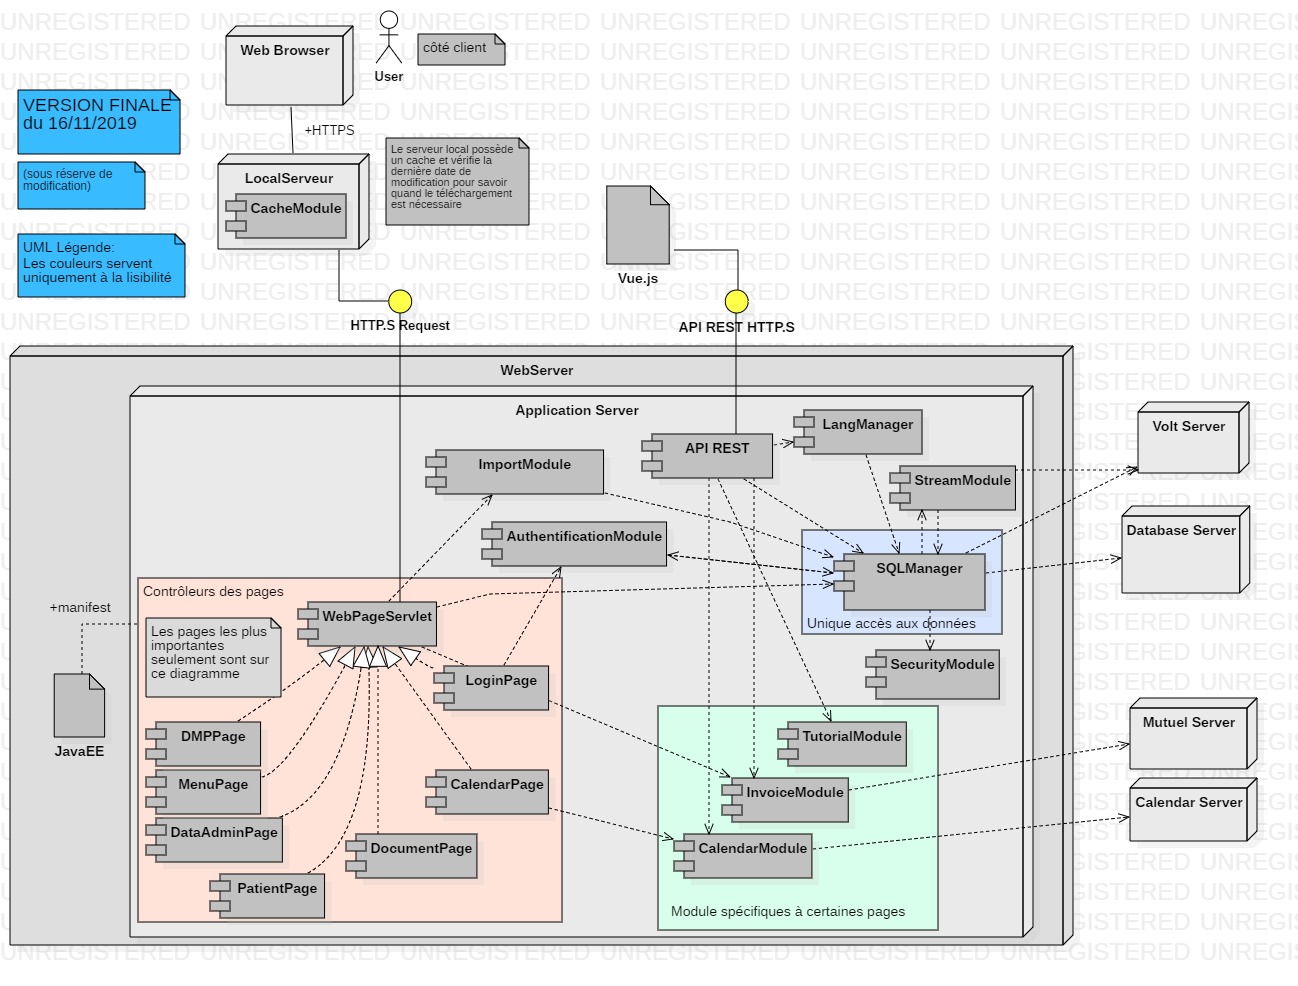 Web Browser
User
côté client
VERSION FINALE
du 16/11/2019
+HTTPS
(sous réserve de
modification)
LocalServeur
CacheModule
Le serveur local possède
un cache et vérifie la
dernière date de
modification pour savoir
quand le téléchargement
est nécessaire
UML Légende:
Les couleurs servent
uniquement à la lisibilité
Vue.js
HTTP.S Request
API REST HTTP.S
WebServer
Application Server
LangManager
Volt Server
ImportModule
API REST
StreamModule
AuthentificationModule
Database Server
SQLManager
Unique accès aux données
Contrôleurs des pages
+manifest
WebPageServlet
Les pages les plus
importantes
seulement sont sur
ce diagramme
SecurityModule
LoginPage
JavaEE
DMPPage
TutorialModule
Mutuel Server
MenuPage
CalendarPage
InvoiceModule
Calendar Server
DataAdminPage
DocumentPage
CalendarModule
PatientPage
Module spécifiques à certaines pages
UNREGISTERED